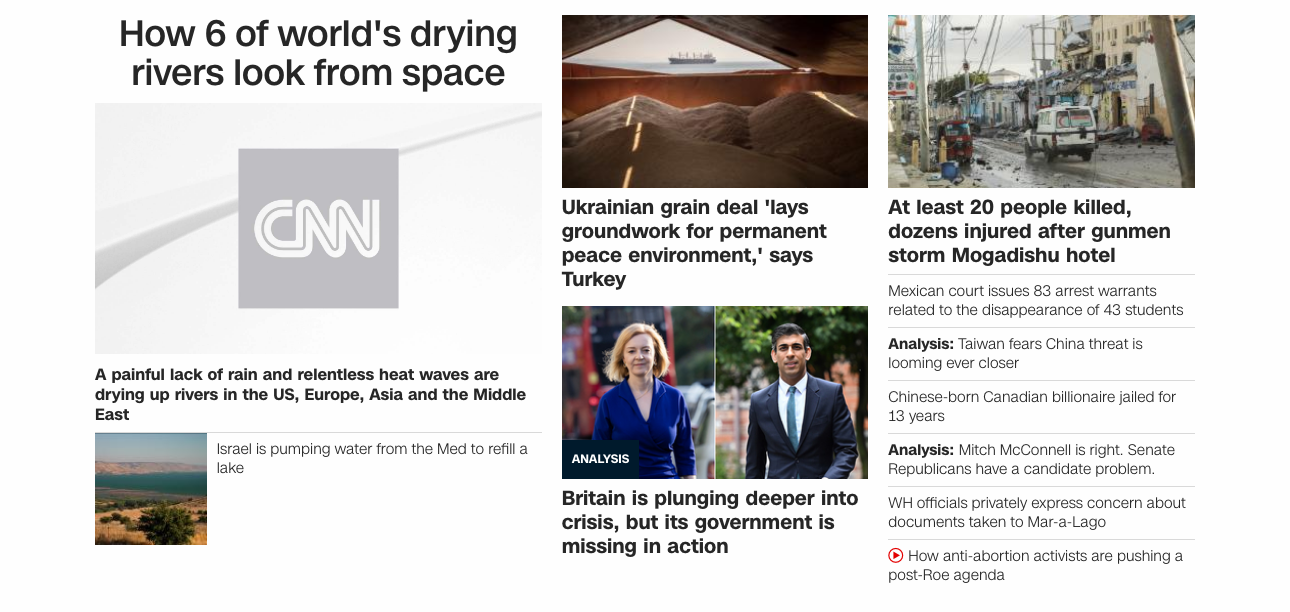 How 6 of world's drying
rivers look from space
CNN
A painful lack of rain and relentless heat waves are
drying up rivers in the US, Europe, Asia and the Middle
East
Israel is pumping water from the Med to refill a
lake
Ukrainian grain deal 'lays
groundwork for permanent
peace environment,' says
Turkey
ANALYSIS
Britain is plunging deeper into
crisis, but its government is
missing in action
At least 20 people killed,
dozens injured after gunmen
storm Mogadishu hotel
Mexican court issues 83 arrest warrants
related to the disappearance of 43 students
Analysis: Taiwan fears China threat is
looming ever closer
Chinese-born Canadian billionaire jailed for
13 years
Analysis: Mitch McConnell is right. Senate
Republicans have a candidate problem.
WH officials privately express concern about
documents taken to Mar-a-Lago
How anti-abortion activists are pushing a
post-Roe agenda